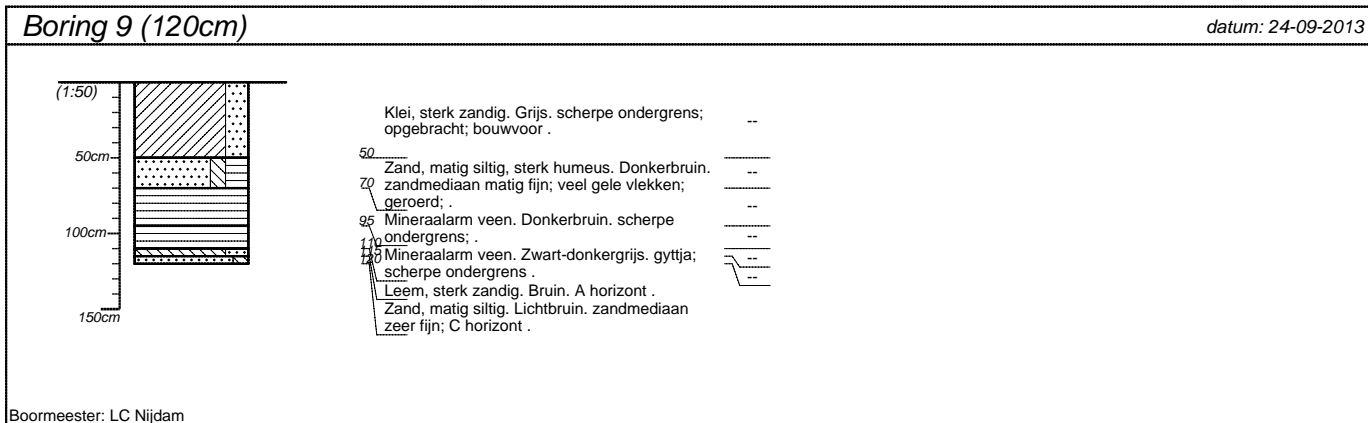 Boring 9 (120cm)
datum: 24-09-2013
(1:50)
50cm
100cm
150cm
Klei, sterk zandig. Grijs. scherpe ondergrens;
opgebracht; bouwvoor .
--
50
Zand, matig siltig, sterk humeus. Donkerbruin.
zandmediaan matig fijn; veel gele vlekken;
geroerd; .
--
70
Mineraalarm veen. Donkerbruin. scherpe
ondergrens; .
--
95
Mineraalarm veen. Zwart-donkergrijs. gyttja;
scherpe ondergrens .
--
110
Leem, sterk zandig. Bruin. A horizont .
--
115
Zand, matig siltig. Lichtbruin. zandmediaan
zeer fijn; C horizont .
--
120
Boormeester: LC Nijdam